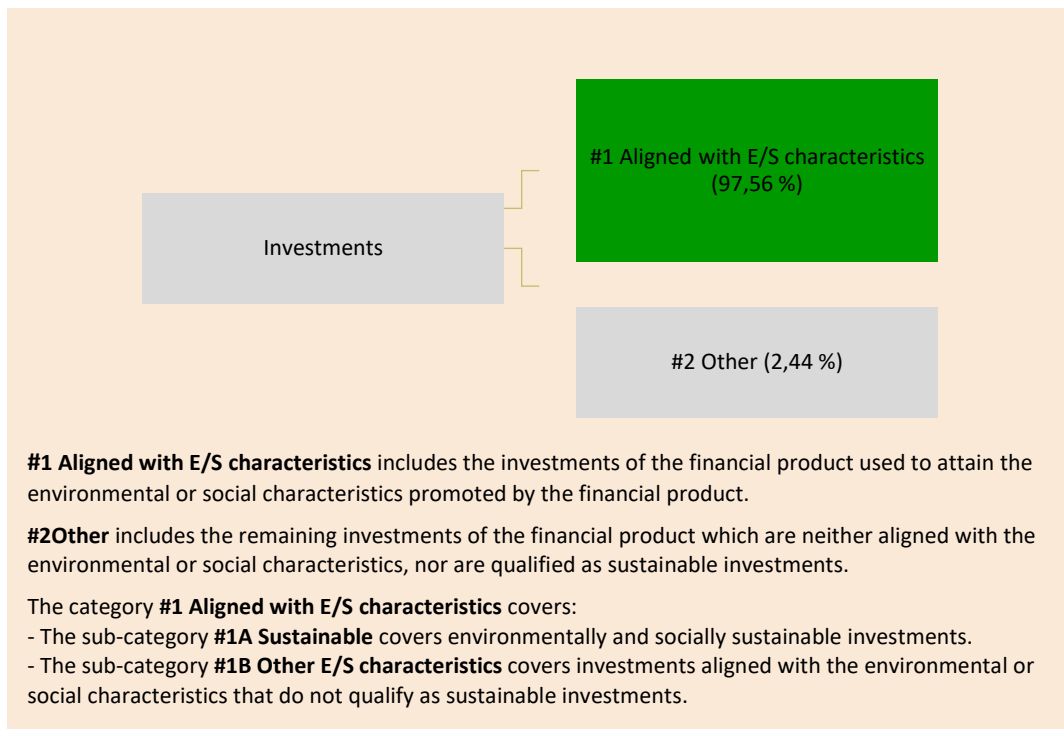 #1 Aligned with E/S characteristics
(97,56 %)
Investments
#2 Other (2,44 %)
#1 Aligned with E/S characteristics includes the investments of the financial product used to attain the
environmental or social characteristics promoted by the financial product.
#2Other includes the remaining investments of the financial product which are neither aligned with the
environmental or social characteristics, nor are qualified as sustainable investments.
The category #1 Aligned with E/S characteristics covers:
- The sub-category #1A Sustainable covers environmentally and socially sustainable investments.
- The sub-category #1B Other E/S characteristics covers investments aligned with the environmental or
social characteristics that do not qualify as sustainable investments.